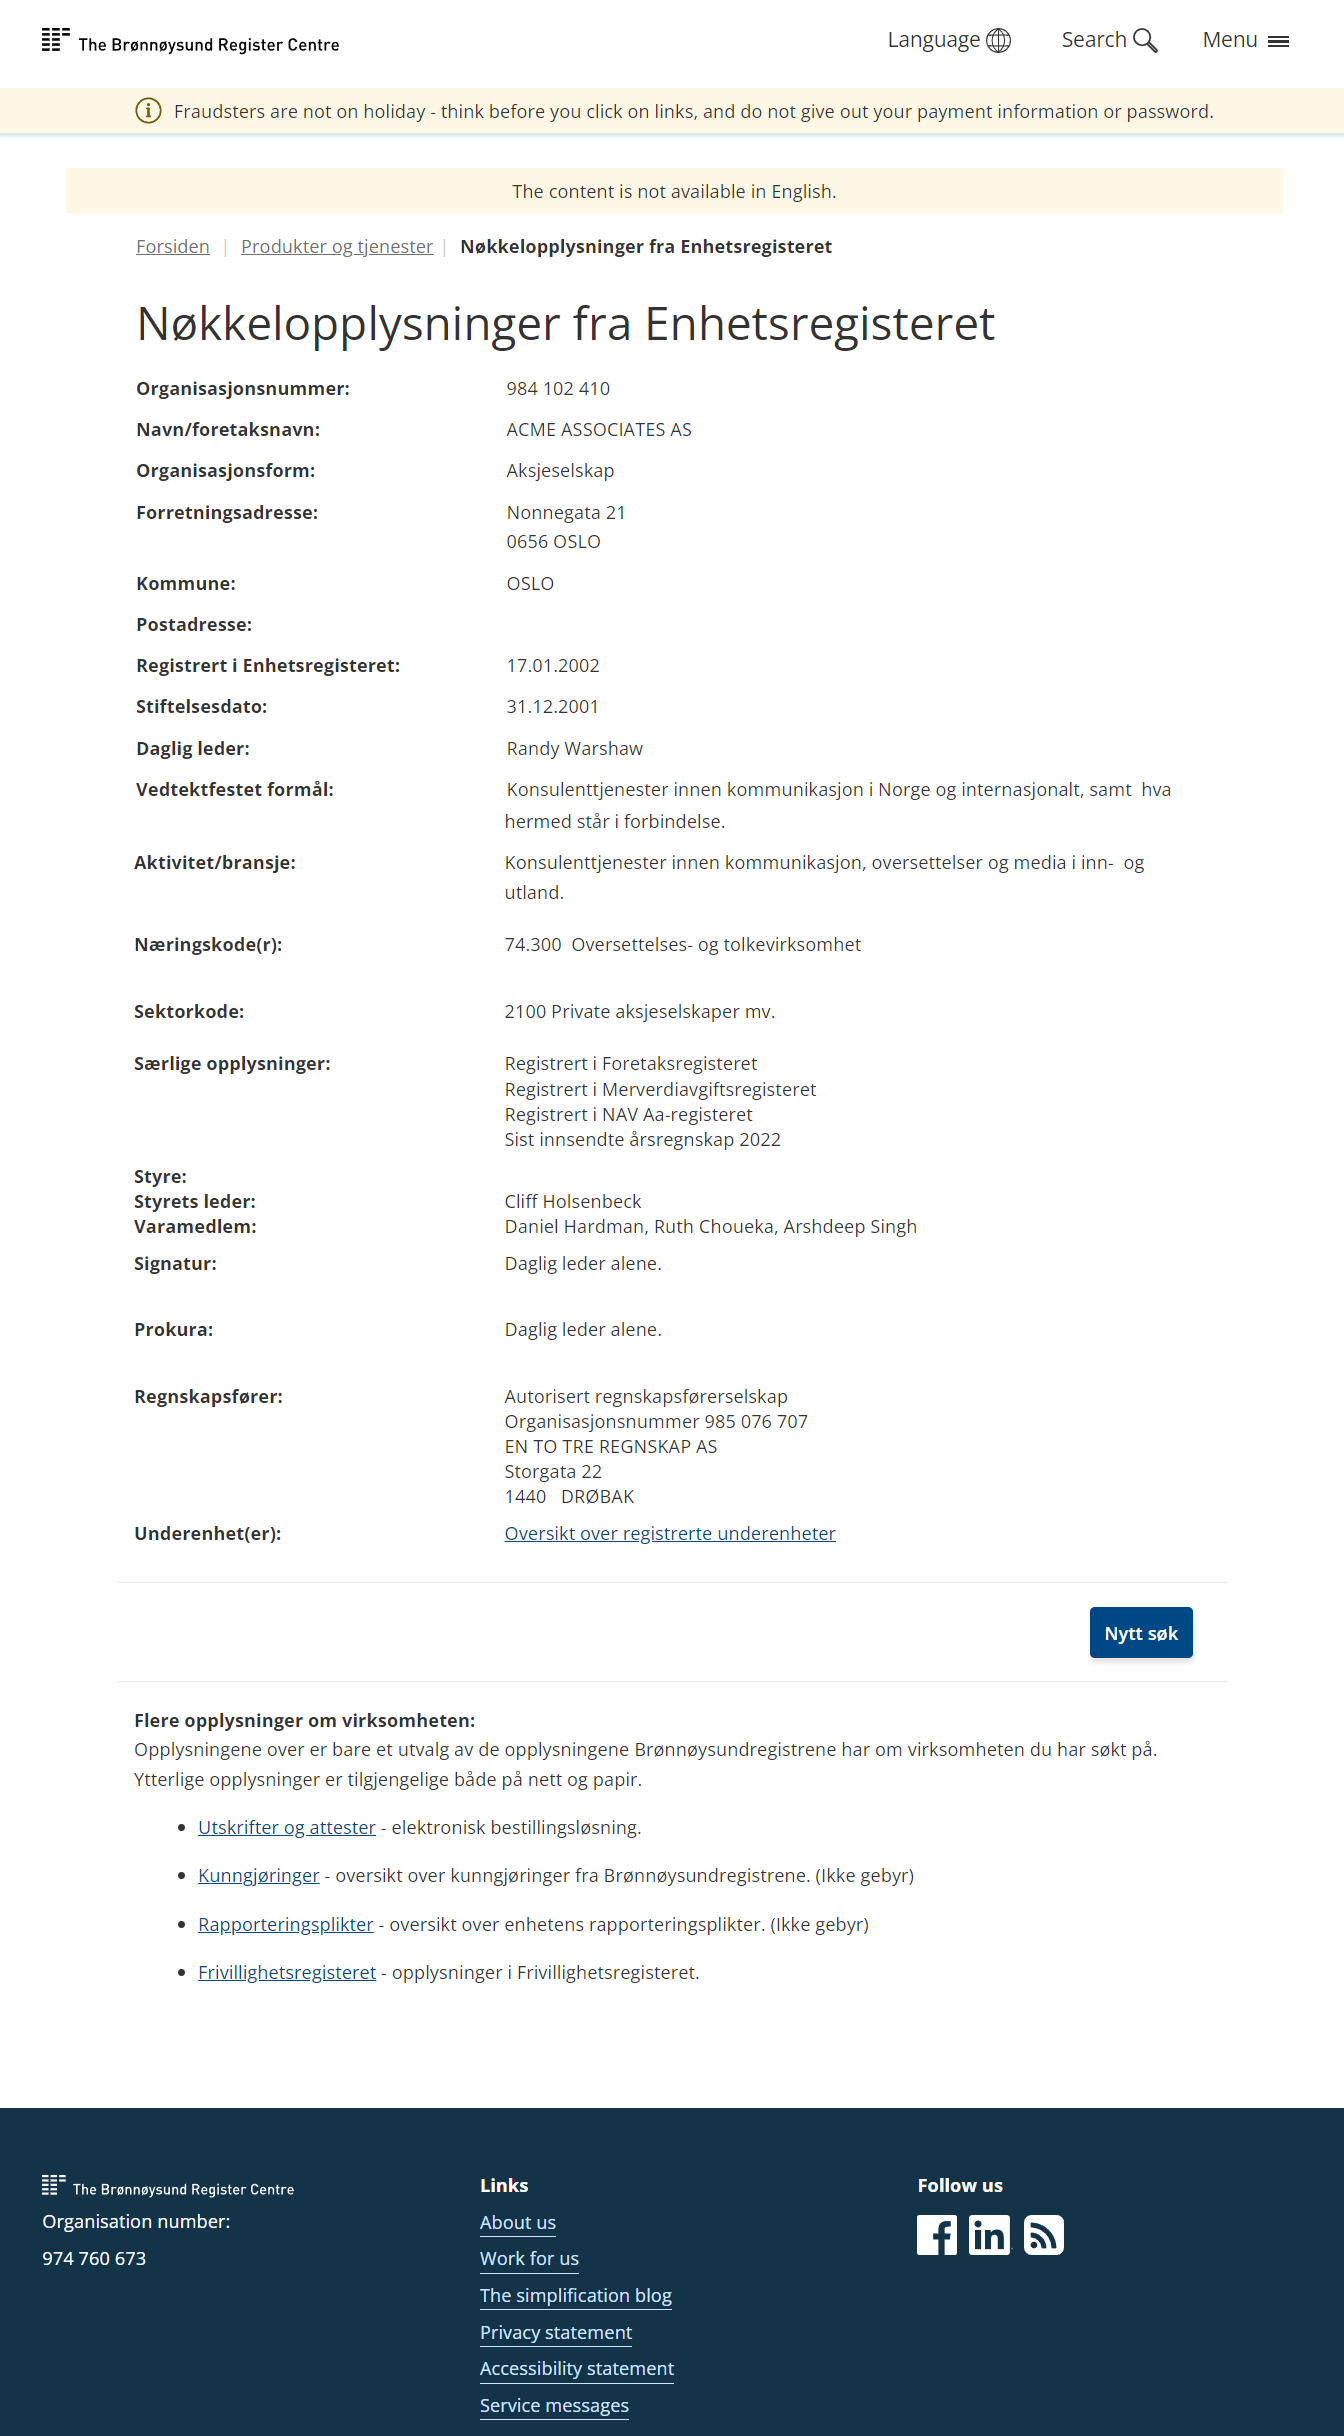 The Brønnøysund Register Centre
Language Search Menu
Fraudsters are not on holiday - think before you click on links, and do not give out your payment information or password.
The content is not available in English.
Forsiden | Produkter og tjenester | Nøkkelopplysninger fra Enhetsregisteret
Nøkkelopplysninger fra Enhetsregisteret
Organisasjonsnummer: 984 102 410
Navn/foretaksnavn: ACME ASSOCIATES AS
Organisasjonsform: Aksjeselskap
Forretningsadresse: Nonnegata 21
0656 OSLO
Kommune: OSLO
Postadresse:
Registrert i Enhetsregisteret: 17.01.2002
Stiftelsesdato: 31.12.2001
Daglig leder: Randy Warshaw
Vedtektfestet formål: Konsulenttjenester innen kommunikasjon i Norge og internasjonalt, samt hva
hermed står i forbindelse.
Aktivitet/bransje: Konsulenttjenester innen kommunikasjon, oversettelser og media i inn- og
utland.
Næringskode(r): 74.300 Oversettelses- og tolkevirksomhet
Sektorkode: 2100 Private aksjeselskaper mv.
Særlige opplysninger: Registrert i Foretaksregisteret
Registrert i Merverdiavgiftsregisteret
Registrert i NAV Aa-registeret
Sist innsendte årsregnskap 2022
Styre:
Styrets leder: Cliff Holsenbeck
Varamedlem: Daniel Hardman, Ruth Choueka, Arshdeep Singh
Signatur: Daglig leder alene.
Prokura: Daglig leder alene.
Regnskapsfører: Autorisert regnskapsførerselskap
Organisasjonsnummer 985 076 707
EN TO TRE REGNSKAP AS
Storgata 22
1440 DRØBAK
Underenhet(er): Oversikt over registrerte underenheter
Nytt søk
Flere opplysninger om virksomheten:
Opplysningene over er bare et utvalg av de opplysningene Brønnøysundregistrene har om virksomheten du har søkt på.
Ytterlige opplysninger er tilgjengelige både på nett og papir.
• Utskrifter og attester - elektronisk bestillingsløsning.
• Kunngjøringer - oversikt over kunngjøringer fra Brønnøysundregistrene. (Ikke gebyr)
• Rapporteringsplikter - oversikt over enhetens rapporteringsplikter. (Ikke gebyr)
• Frivillighetsregisteret - opplysninger i Frivillighetsregisteret.
The Brønnøysund Register Centre
Organisation number:
974 760 673
Links
About us
Work for us
The simplification blog
Privacy statement
Accessibility statement
Service messages
Follow us